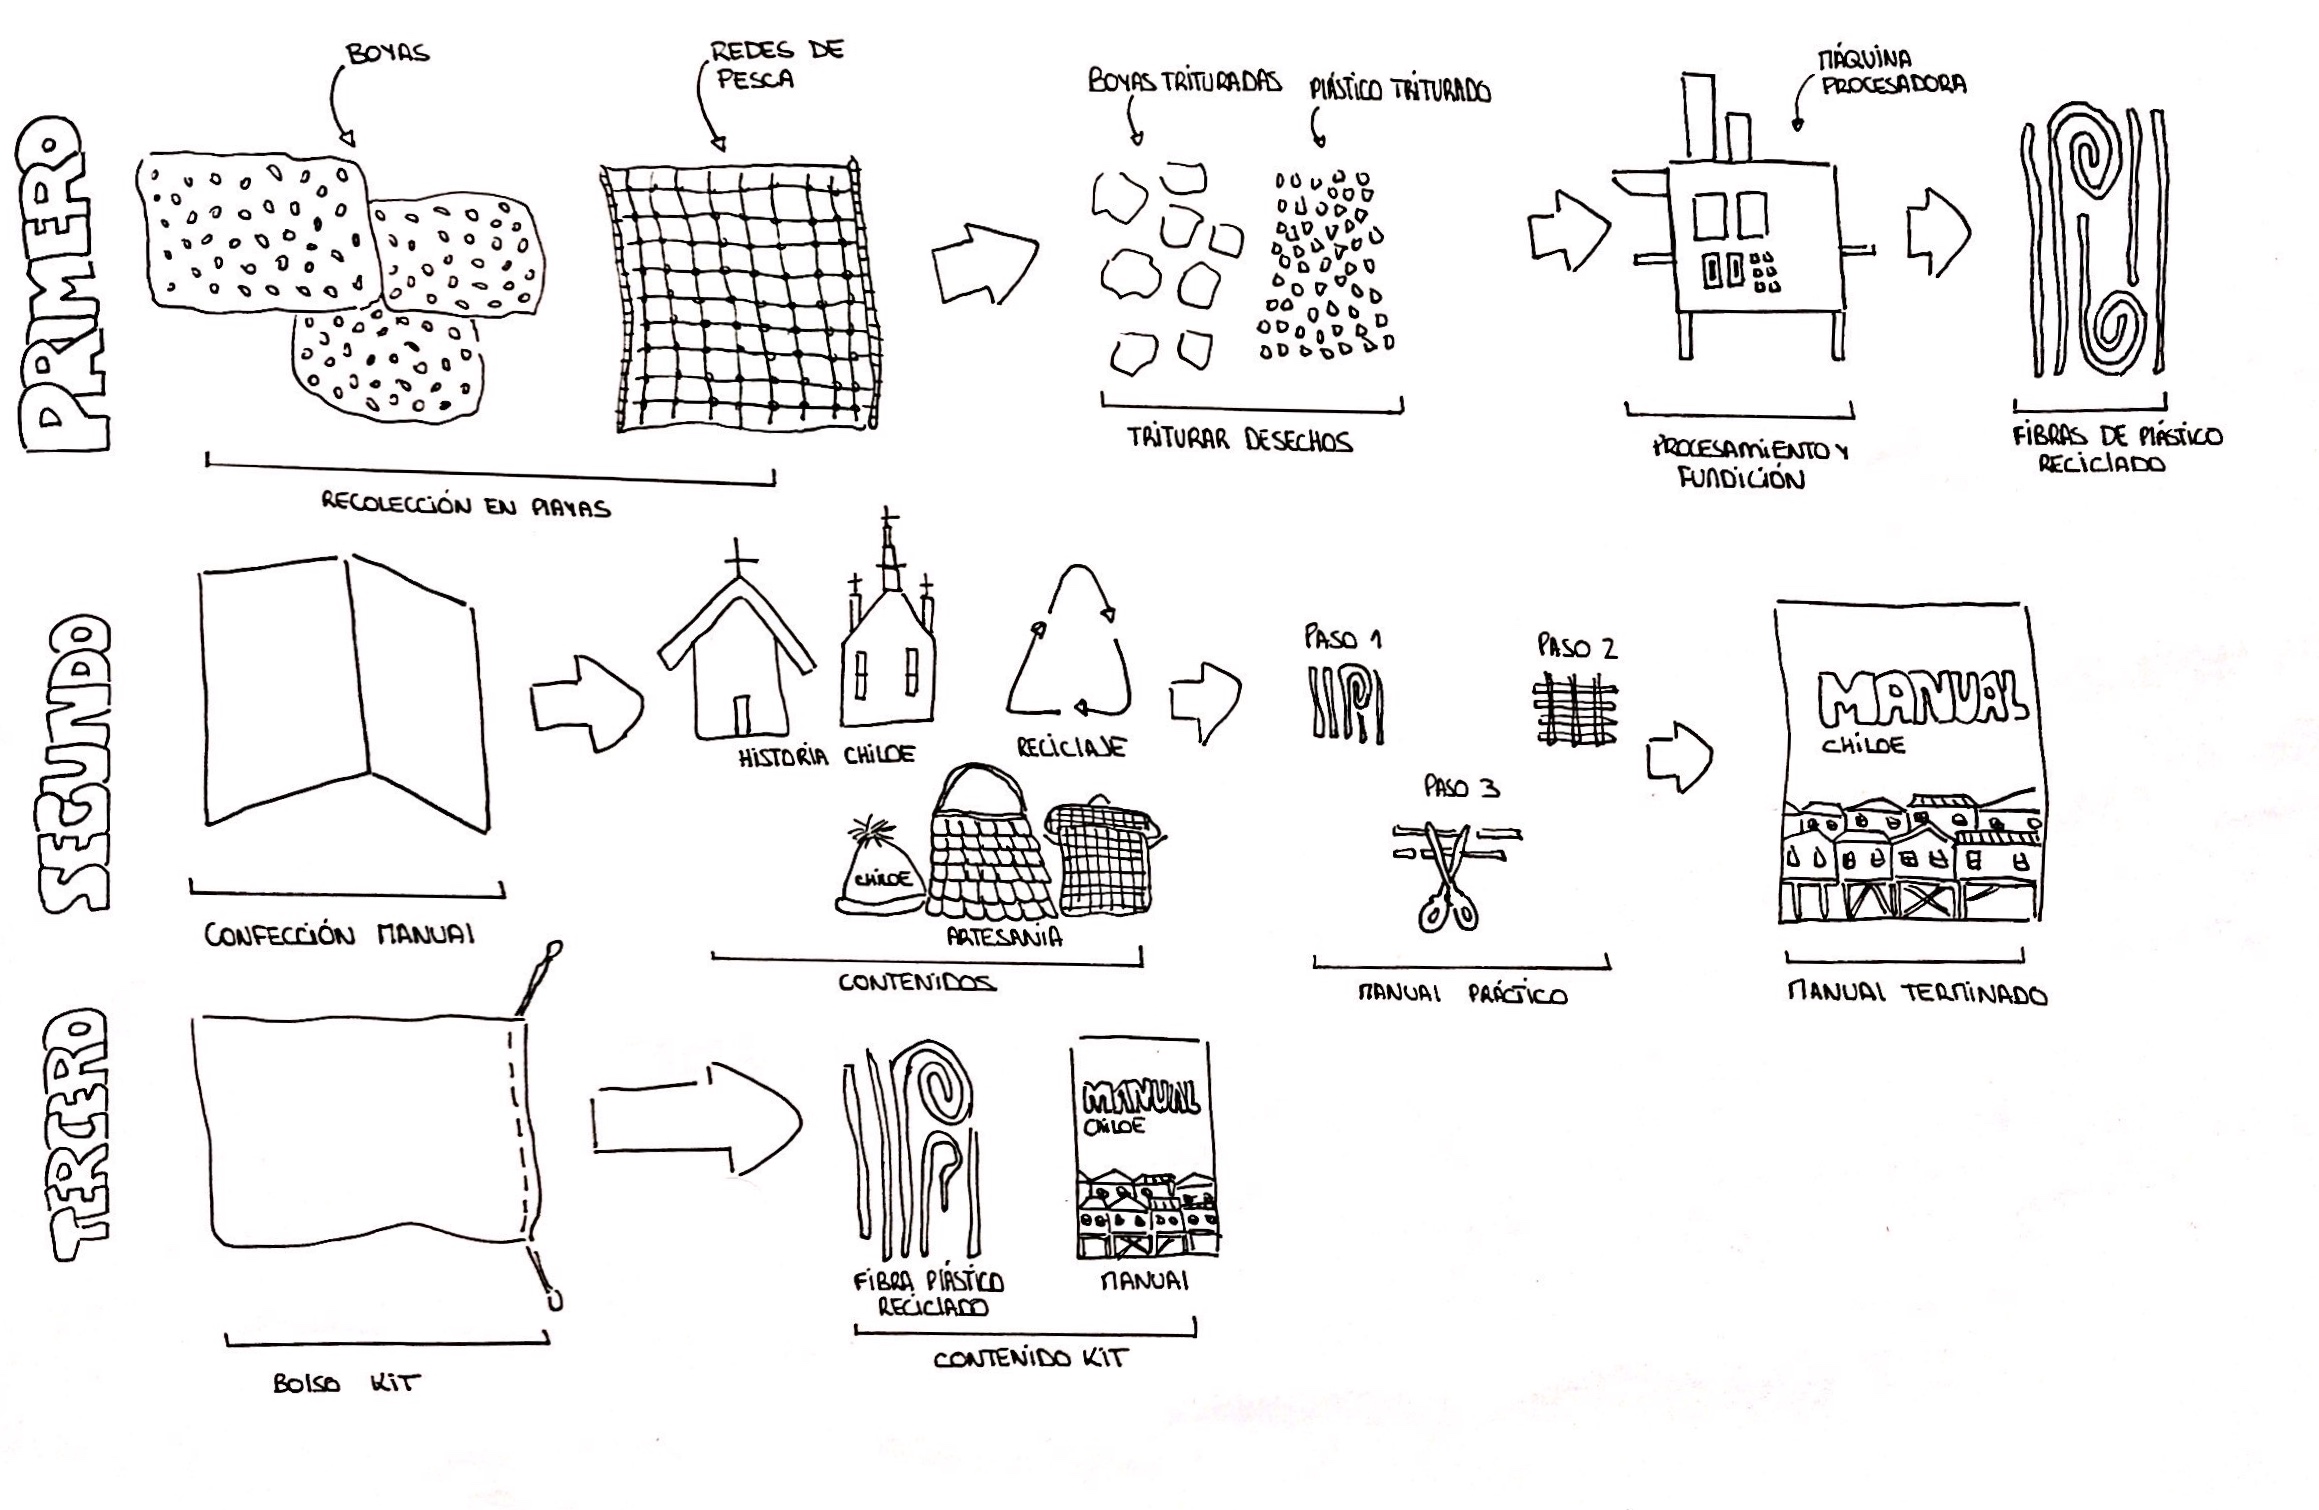 PRIMERO
BOYAS
REDES DE
PESCA
BOYAS TRITURADAS
PLÁSTICO TRITURADO
MÁQUINA
PROCESADORA
RECOLECCIÓN EN PLAYAS
TRITURAR DESECHOS
PROCESAMIENTO Y
FUNDICIÓN
FIBRAS DE PLÁSTICO
RECICLADO
SEGUNDO
CONFECCIÓN MANUAL
HISTORIA CHILOE
RECICLAJE
CHILOE
ARTESANIA
CONTENIDOS
PASO 1
PASO 2
PASO 3
MANUAL PRÁCTICO
MANUAL
CHILOE
MANUAL TERMINADO
TERCERO
BOLSO KIT
FIBRA PLÁSTICO
RECICLADO
MANUAL
CHILOE
MANUAL
CONTENIDO KIT